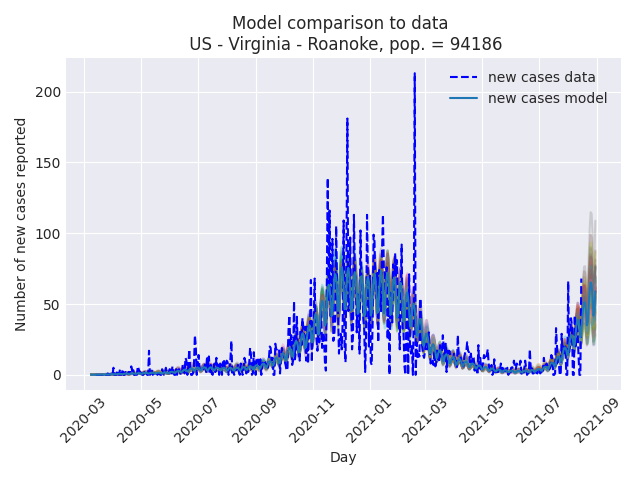 Model comparison to data
US - Virginia - Roanoke, pop. = 94186
new cases data
new cases model
Number of new cases reported
200
150
100
50
0
2020-03
2020-05
2020-07
2020-09
2020-11
2021-01
2021-03
2021-05
2021-07
2021-09
Day